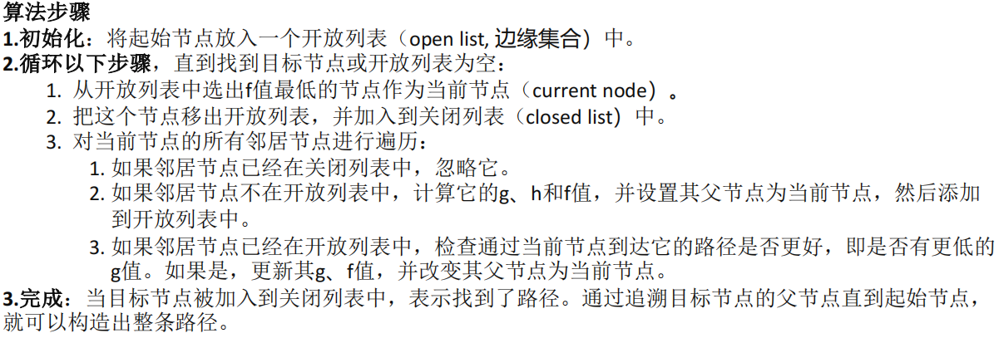 算法步骤
1.初始化：将起始节点放入一个开放列表（open list, 边缘集合）中。
2.循环以下步骤，直到找到目标节点或开放列表为空：
1. 从开放列表中选出f值最低的节点作为当前节点（current node）。
2. 把这个节点移出开放列表，并加入到关闭列表（closed list）中。
3. 对当前节点的所有邻居节点进行遍历：
1. 如果邻居节点已经在关闭列表中，忽略它。
2. 如果邻居节点不在开放列表中，计算它的g、h和f值，并设置其父节点为当前节点，然后添加
到开放列表中。
3. 如果邻居节点已经在开放列表中，检查通过当前节点到达它的路径是否更好，即是否有更低的
g值。如果是，更新其g、f值，并改变其父节点为当前节点。
3.完成：当目标节点被加入到关闭列表中，表示找到了路径。通过追溯目标节点的父节点直到起始节点，
就可以构造出整条路径。